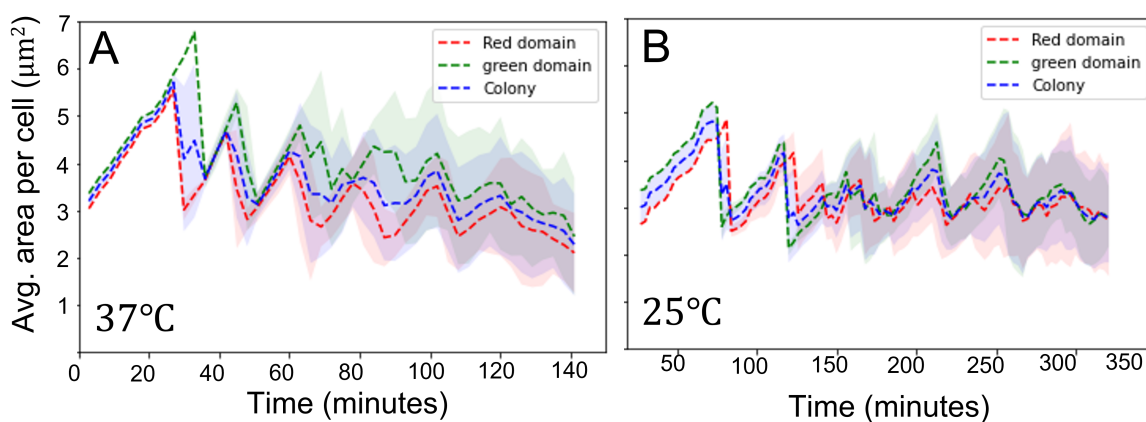 A
Red domain
green domain
Colony
Avg. area per cell (μm²)
7
6
5
4
3
2
1
37℃
0
20
40
60
80
100
120
140
Time (minutes)
B
Red domain
green domain
Colony
25℃
50
100
150
200
250
300
350
Time (minutes)